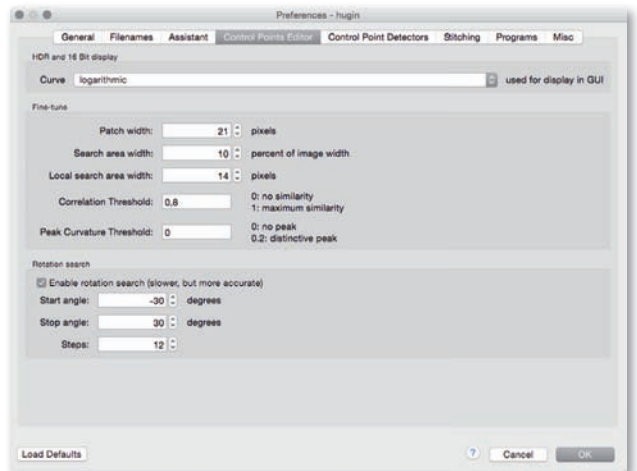 Preferences - hugin
General Filenames Assistant Control Points Editor Control Point Detectors Stitching Programs Misc
HDR and 16 Bit display
Curve logarithmic used for display in GUI
Fine-tune
Patch width: 21 pixels
Search area width: 10 percent of image width
Local search area width: 14 pixels
Correlation Threshold: 0,8 0: no similarity
1: maximum similarity
Peak Curvature Threshold: 0 0: no peak
0.2: distinctive peak
Rotation search
Enable rotation search (slower, but more accurate)
Start angle: -30 degrees
Stop angle: 30 degrees
Steps: 12
Load Defaults ? Cancel OK